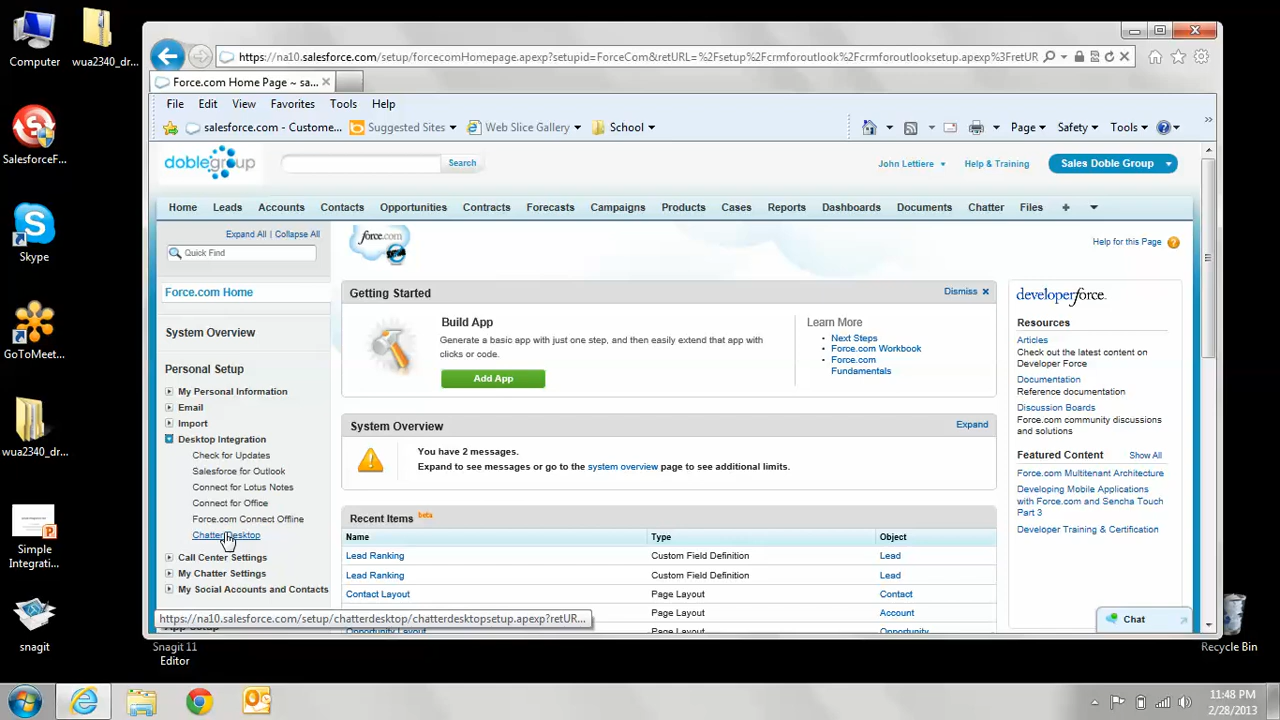 Computer
wua2340_dr...
SalesforceF...
Skype
GoToMeet...
wua2340_dr...
Simple
Integrati...
snagit
Snagit 11
Editor
Recycle Bin
https://na10.salesforce.com/setup/forcecomHomepage.apexp?setupid=ForceCom&retURL=%2Fsetup%2Fcrmforoutlook%2Fcrmforoutlooksetup.apexp%3FretUR
Force.com Home Page ~ sa...
File Edit View Favorites Tools Help
salesforce.com - Custome... Suggested Sites Web Slice Gallery School Page Safety Tools
doblegroup
Search
John Lettiere Help & Training Sales Doble Group
Home Leads Accounts Contacts Opportunities Contracts Forecasts Campaigns Products Cases Reports Dashboards Documents Chatter Files +
Expand All | Collapse All
Quick Find
Force.com Home
System Overview
Personal Setup
My Personal Information
Email
Import
Desktop Integration
Check for Updates
Salesforce for Outlook
Connect for Lotus Notes
Connect for Office
Force.com Connect Offline
Chatter Desktop
Call Center Settings
My Chatter Settings
My Social Accounts and Contacts
https://na10.salesforce.com/setup/chatterdesktop/chatterdesktopsetup.apexp?retUR...
force.com
Help for this Page
Getting Started
Dismiss
Build App
Generate a basic app with just one step, and then easily extend that app with
clicks or code.
Add App
Learn More
Next Steps
Force.com Workbook
Force.com
Fundamentals
System Overview
Expand
You have 2 messages.
Expand to see messages or go to the system overview page to see additional limits.
Recent Items beta
Name Type Object
Lead Ranking Custom Field Definition Lead
Lead Ranking Custom Field Definition Lead
Contact Layout Page Layout Contact
Page Layout Account
Opportunity Layout Page Layout Opportunity
developerforce
Resources
Articles
Check out the latest content on
Developer Force
Documentation
Reference documentation
Discussion Boards
Force.com community discussions
and solutions
Featured Content Show All
Force.com Multitenant Architecture
Developing Mobile Applications
with Force.com and Sencha Touch
Part 3
Developer Training & Certification
Chat
11:48 PM
2/28/2013